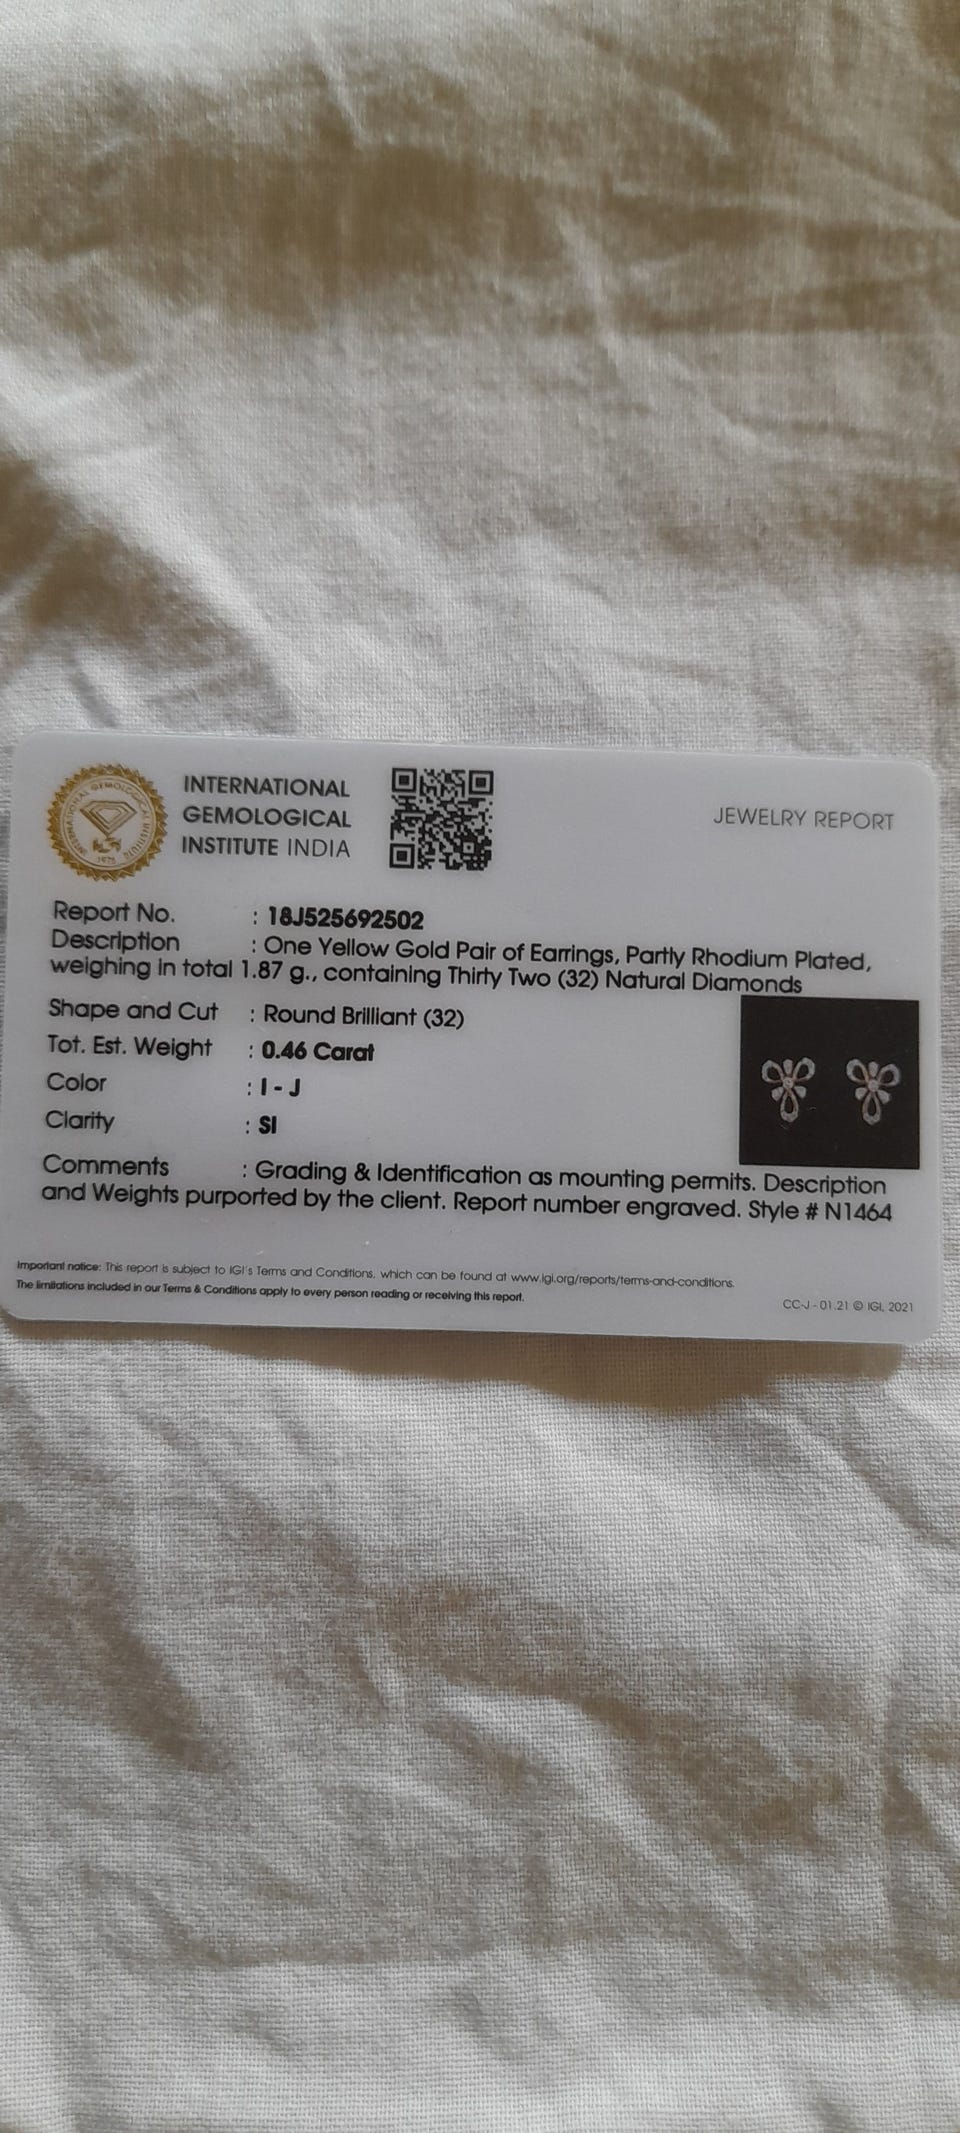 INTERNATIONAL
GEMOLOGICAL
INSTITUTE INDIA
JEWELRY REPORT
INTERNATIONAL GEMOLOGICAL INSTITUTE
1975
Report No. : 18J525692502
Description : One Yellow Gold Pair of Earrings, Partly Rhodium Plated,
weighing in total 1.87 g., containing Thirty Two (32) Natural Diamonds
Shape and Cut : Round Brilliant (32)
Tot. Est. Weight : 0.46 Carat
Color : I - J
Clarity : SI
Comments : Grading & Identification as mounting permits. Description
and Weights purported by the client. Report number engraved. Style # N1464
Important notice: This report is subject to IGI's Terms and Conditions, which can be found at www.igi.org/reports/terms-and-conditions.
The limitations included in our Terms & Conditions apply to every person reading or receiving this report.
CC-J - 01.21 © IGI, 2021